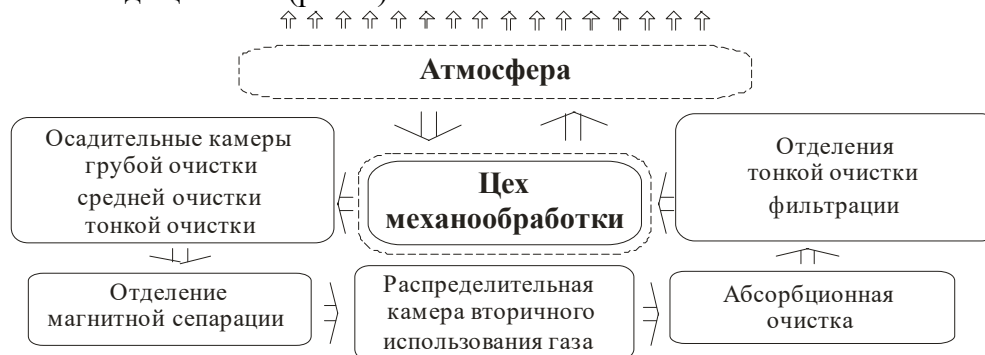 Атмосфера
Осадительные камеры
грубой очистки
средней очистки
тонкой очистки
Цех
механообработки
Отделения
тонкой очистки
фильтрации
Отделение
магнитной сепарации
Распределительная
камера вторичного
использования газа
Абсорбционная
очистка